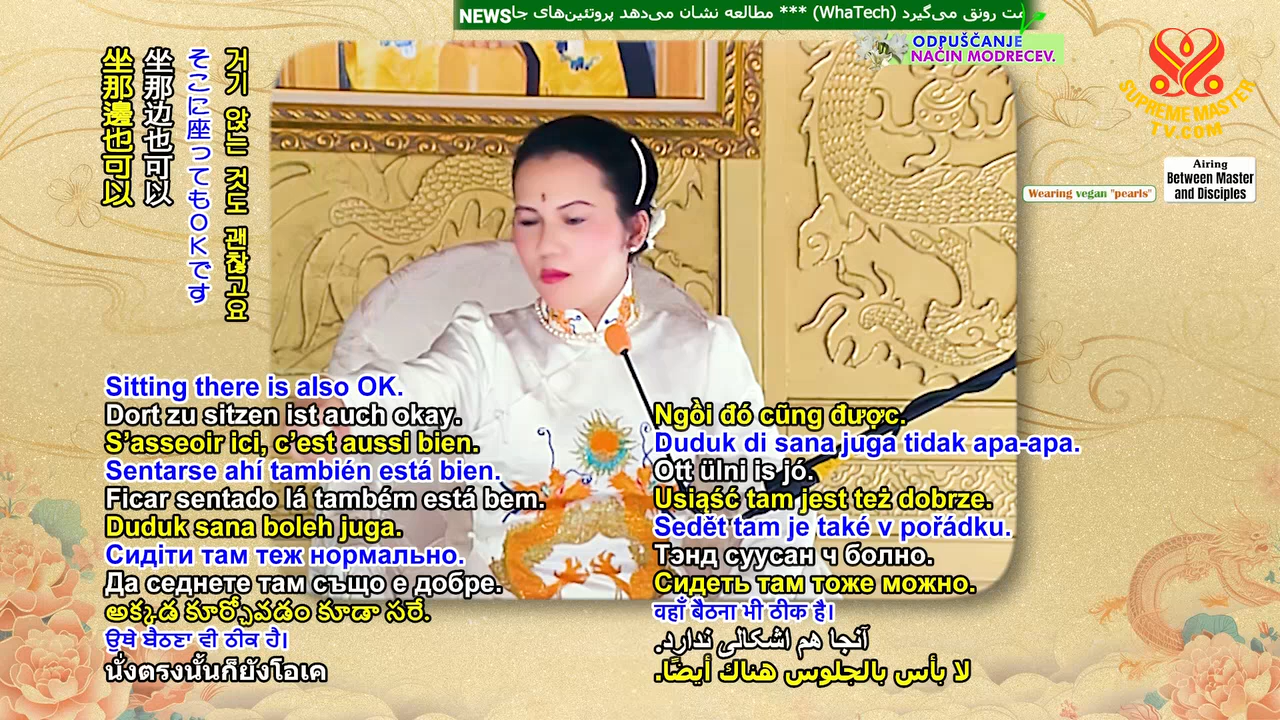 NEWS
مت رونق می‌گیرد (WhaTech) *** مطالعه نشان می‌دهد پروتئین‌های جا
ODPUŠČANJE
NAČIN MODRECEV.
SUPREME MASTER
TV.COM
Airing
Between Master
and Disciples
Wearing vegan "pearls"
거기 앉는 것도 괜찮고요
そこに座ってもOKです
坐那边也可以
坐那邊也可以
Sitting there is also OK.
Dort zu sitzen ist auch okay.
S’asseoir ici, c’est aussi bien.
Sentarse ahí también está bien.
Ficar sentado lá também está bem.
Duduk sana boleh juga.
Сидіти там теж нормально.
Да седнете там също е добре.
అక్కడ కూర్చోవడం కూడా సరే.
ਉਥੇ ਬੈਠਣਾ ਵੀ ਠੀਕ ਹੈ।
นั่งตรงนั้นก็ยังโอเค
Ngồi đó cũng được.
Duduk di sana juga tidak apa-apa.
Ott ülni is jó.
Usiąść tam jest też dobrze.
Sedět tam je také v pořádku.
Тэнд суусан ч болно.
Сидеть там тоже можно.
वहाँ बैठना भी ठीक है।
آنجا هم اشکالی ندارد.
لا بأس بالجلوس هناك أيضًا.